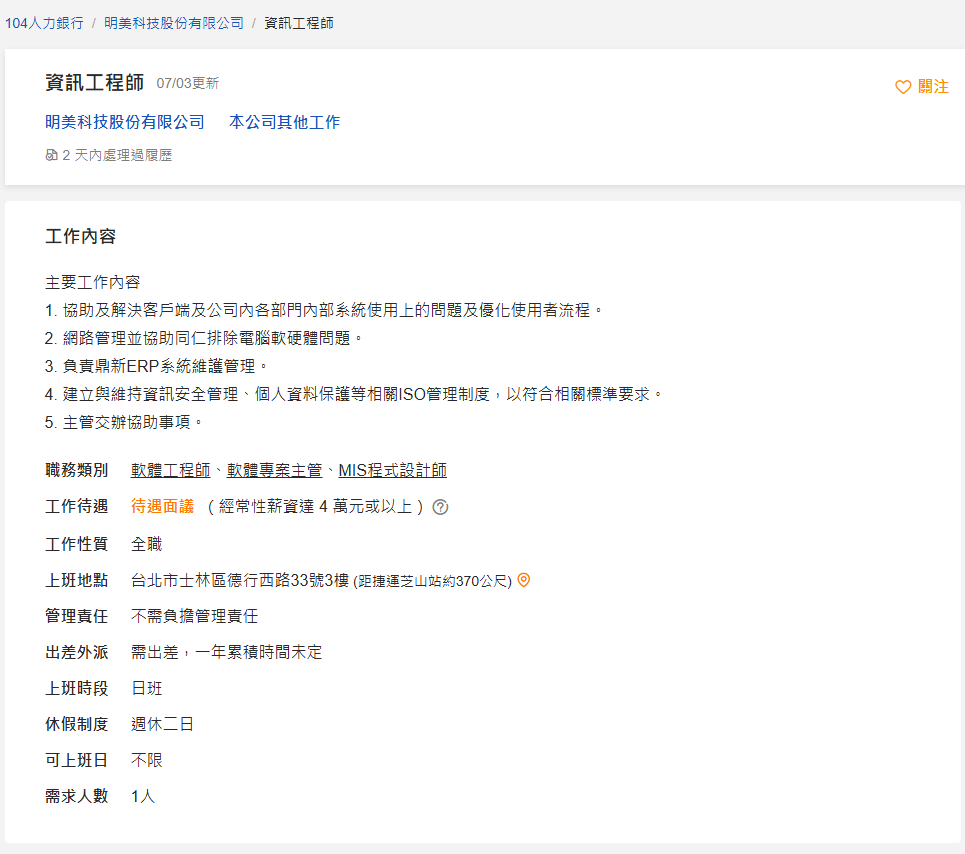 104人力銀行 / 明美科技股份有限公司 / 資訊工程師
資訊工程師 07/03更新
關注
明美科技股份有限公司 本公司其他工作
2 天內處理過履歷
工作內容
主要工作內容
1. 協助及解決客戶端及公司內各部門內部系統使用上的問題及優化使用者流程。
2. 網路管理並協助同仁排除電腦軟硬體問題。
3. 負責鼎新ERP系統維護管理。
4. 建立與維持資訊安全管理、個人資料保護等相關ISO管理制度，以符合相關標準要求。
5. 主管交辦協助事項。
職務類別 軟體工程師、軟體專案主管、MIS程式設計師
工作待遇 待遇面議 （經常性薪資達 4 萬元或以上） ?
工作性質 全職
上班地點 台北市士林區德行西路33號3樓 (距捷運芝山站約370公尺)
管理責任 不需負擔管理責任
出差外派 需出差，一年累積時間未定
上班時段 日班
休假制度 週休二日
可上班日 不限
需求人數 1人